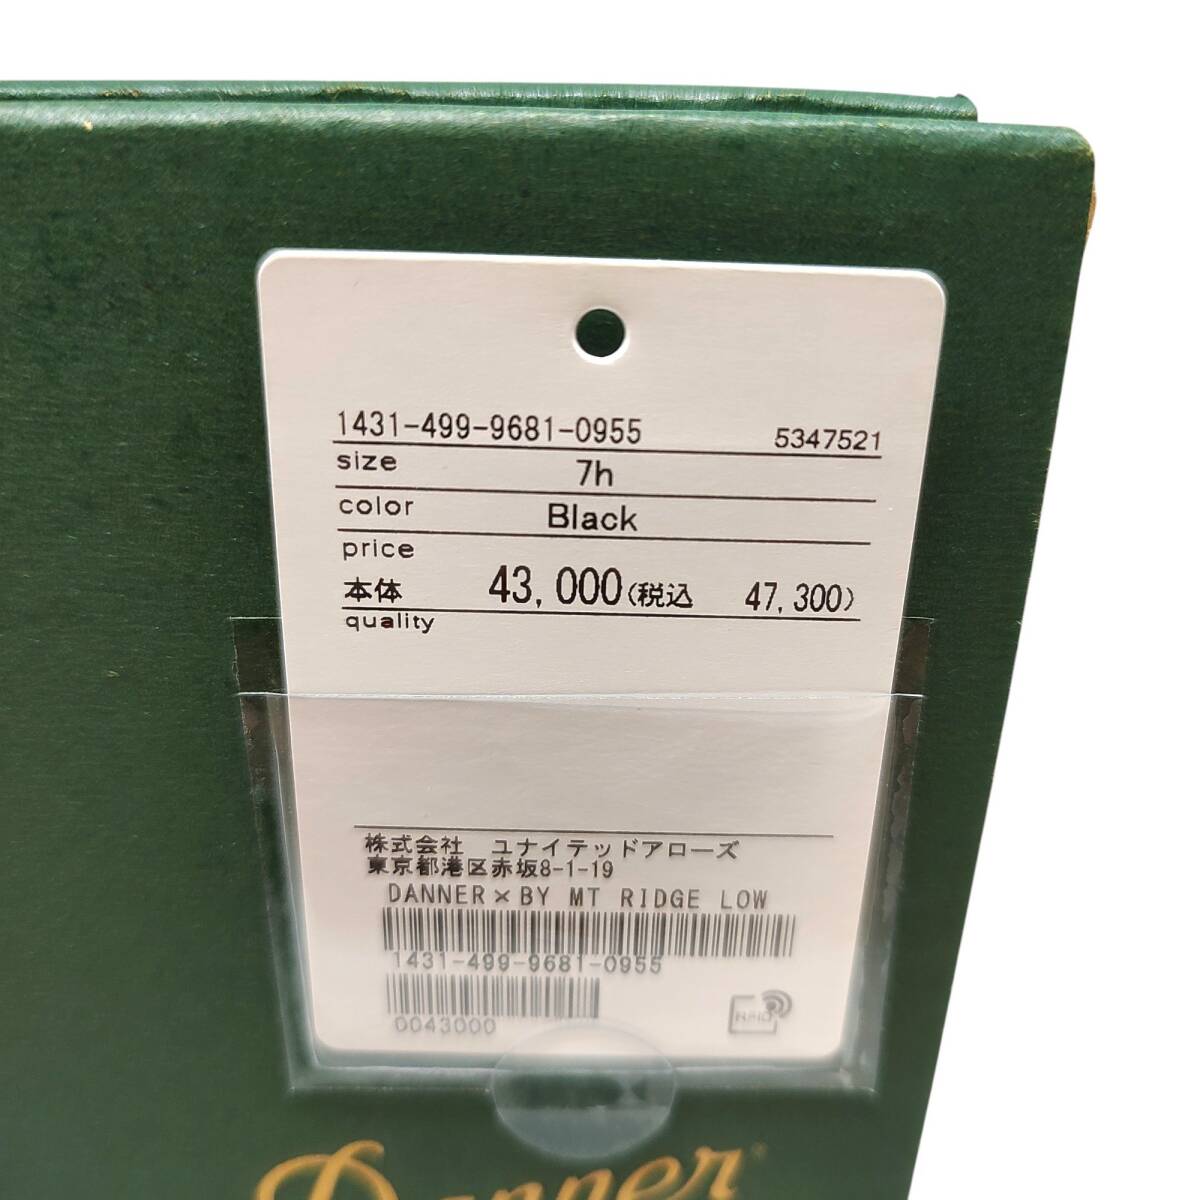 1431-499-9681-0955 5347521
size 7h
color Black
price
本体 43,000(税込 47,300)
quality
株式会社 ユナイテッドアローズ
東京都港区赤坂8-1-19
DANNER×BY MT RIDGE LOW
1431-499-9681-0955
0043000
Danner